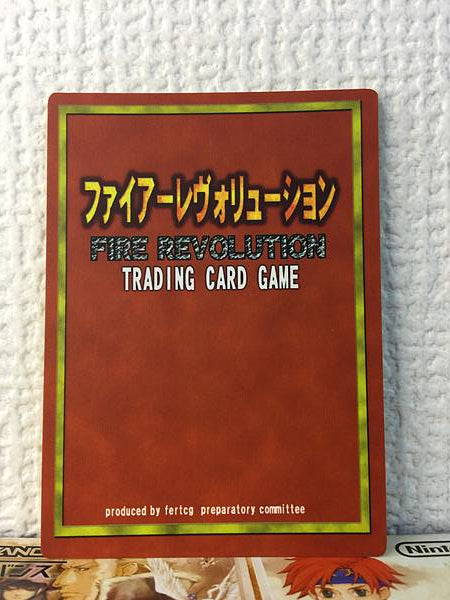 ファイアーレヴォリューション
FIRE REVOLUTION
TRADING CARD GAME
produced by fertcg preparatory committee